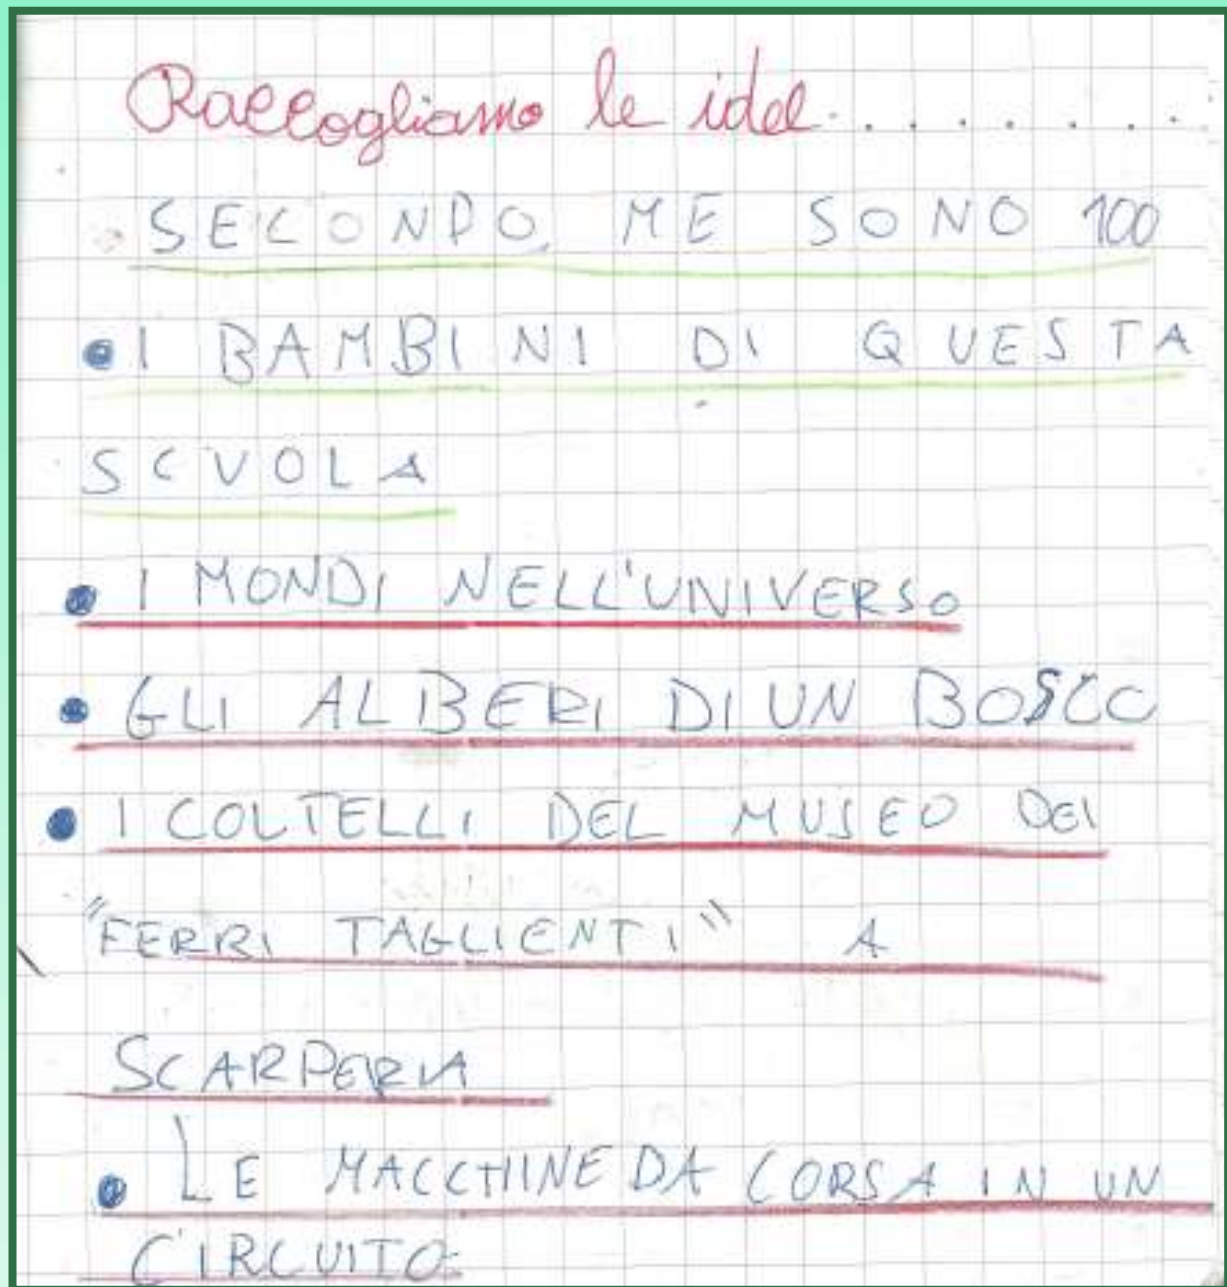 Raccogliamo le idee........
SECONDO ME SONO 100
• I BAMBINI DI QUESTA
SCUOLA
• I MONDI NELL'UNIVERSO
• GLI ALBERI DI UN BOSCO
• I COLTELLI DEL MUSEO DEI
"FERRI TAGLIENTI" A
SCARPERIA
• LE MACCHINE DA CORSA IN UN
CIRCUITO